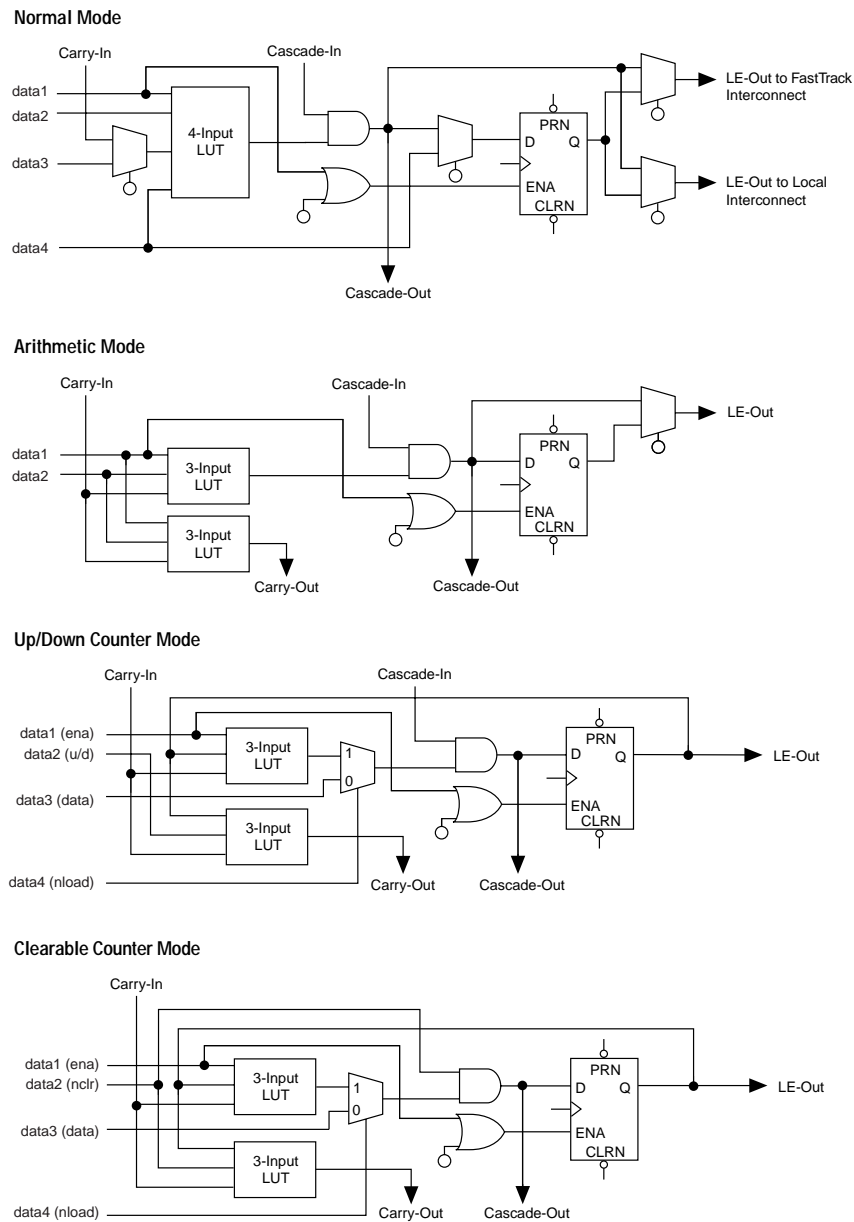 Normal Mode
Carry-In
Cascade-In
data1
data2
data3
data4
4-Input
LUT
D
PRN
Q
ENA
CLRN
LE-Out to FastTrack
Interconnect
LE-Out to Local
Interconnect
Cascade-Out
Arithmetic Mode
Carry-In
Cascade-In
data1
data2
3-Input
LUT
3-Input
LUT
Carry-Out
D
PRN
Q
ENA
CLRN
LE-Out
Cascade-Out
Up/Down Counter Mode
Carry-In
Cascade-In
data1 (ena)
data2 (u/d)
data3 (data)
data4 (nload)
3-Input
LUT
1
0
3-Input
LUT
Carry-Out
D
PRN
Q
ENA
CLRN
LE-Out
Cascade-Out
Clearable Counter Mode
Carry-In
data1 (ena)
data2 (nclr)
data3 (data)
data4 (nload)
3-Input
LUT
1
0
3-Input
LUT
Carry-Out
D
PRN
Q
ENA
CLRN
LE-Out
Cascade-Out